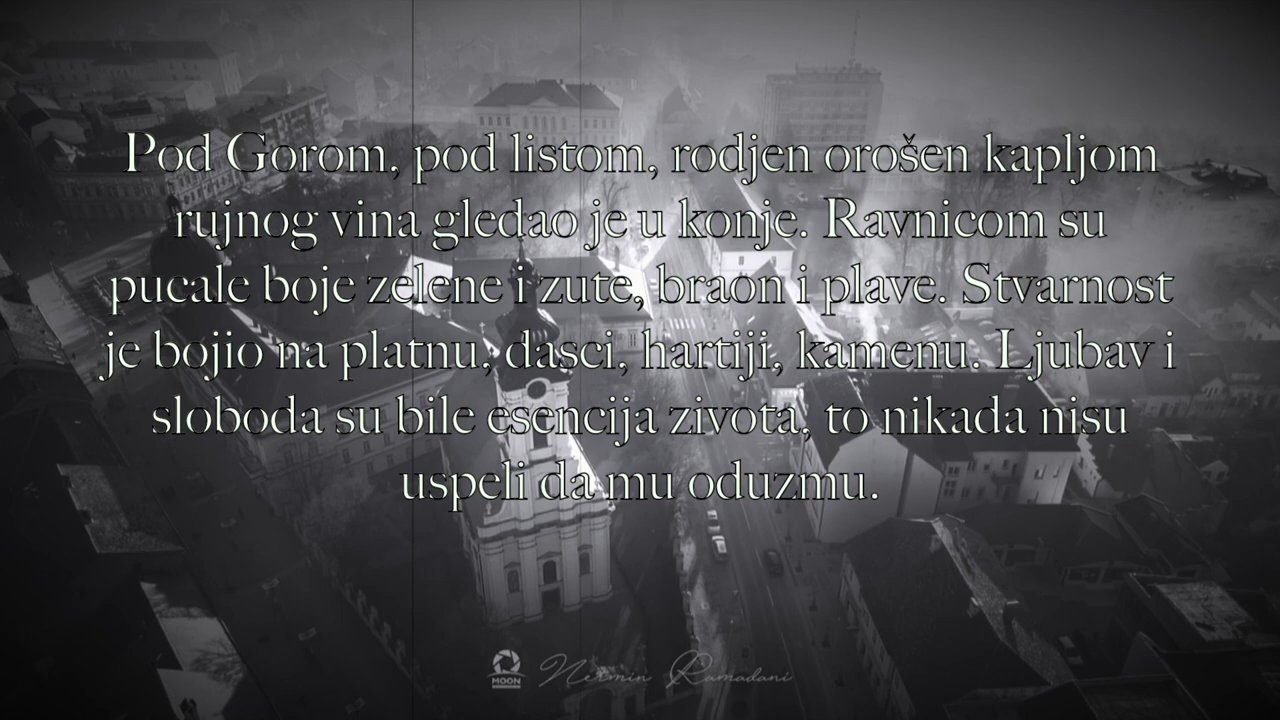 Pod Gorom, pod listom, rodjen orošen kapljom
rujnog vina gledao je u konje. Ravnicom su
pucale boje zelene i zute, braon i plave. Stvarnost
je bojio na platnu, dasci, hartiji, kamenu. Ljubav i
sloboda su bile esencija zivota, to nikada nisu
uspeli da mu oduzmu.
MOON
Nermin Ramadani